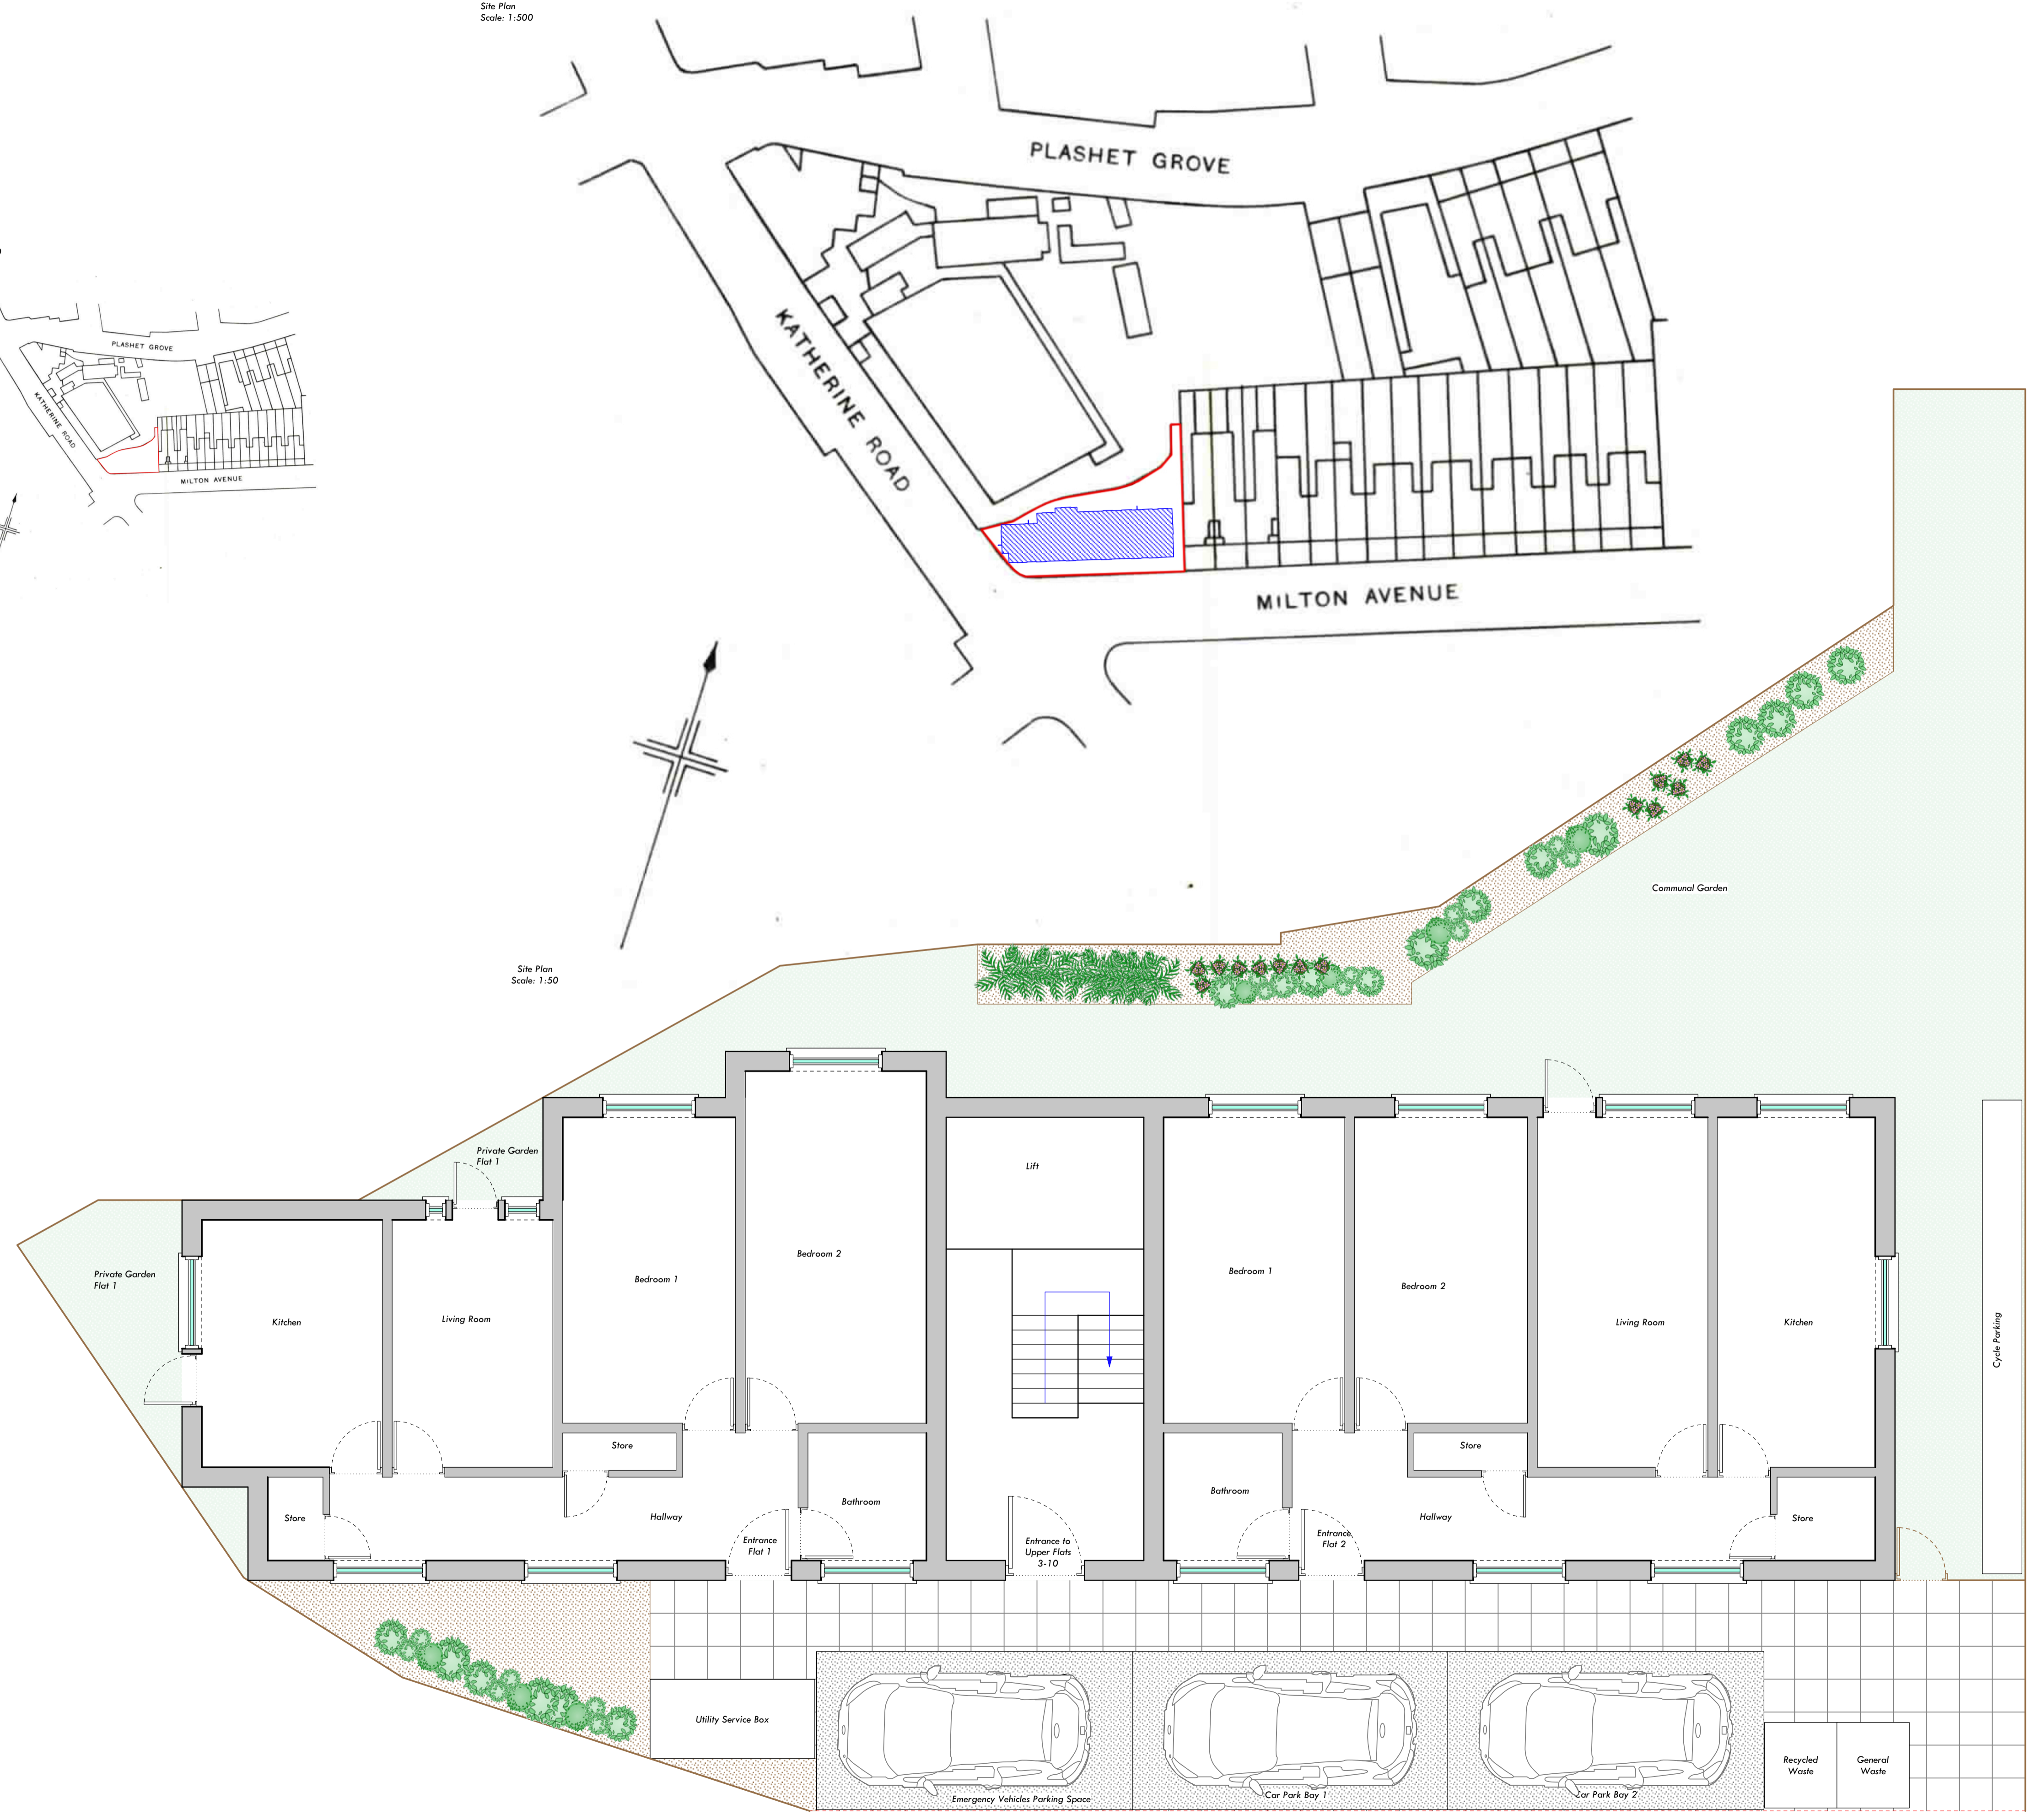 Site Plan
Scale: 1:500
PLASHET GROVE
KATHERINE ROAD
MILTON AVENUE
PLASHET GROVE
KATHERINE ROAD
MILTON AVENUE
Site Plan
Scale: 1:50
Communal Garden
Private Garden
Flat 1
Private Garden
Flat 1
Kitchen
Living Room
Bedroom 1
Bedroom 2
Lift
Bedroom 1
Bedroom 2
Living Room
Kitchen
Cycle Parking
Store
Store
Hallway
Entrance
Flat 1
Bathroom
Entrance to
Upper Flats
3-10
Bathroom
Entrance
Flat 2
Hallway
Store
Store
Utility Service Box
Emergency Vehicles Parking Space
Car Park Bay 1
Car Park Bay 2
Recycled
Waste
General
Waste